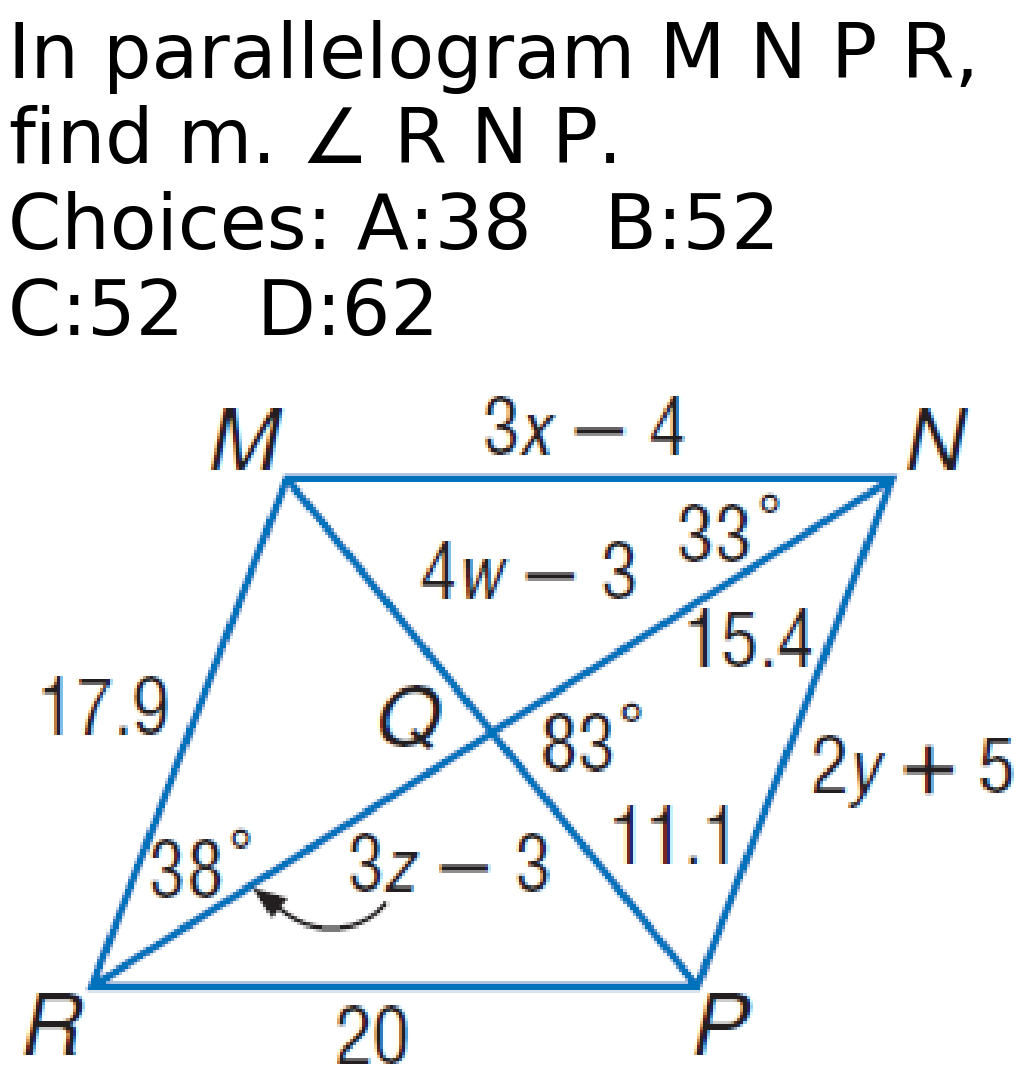 In parallelogram M N P R,
find m. ∠ R N P.
Choices: A:38 B:52
C:52 D:62
M 3x − 4 N
33°
4w − 3
15.4
17.9
Q 83°
2y + 5
11.1
38° 3z − 3
R 20 P